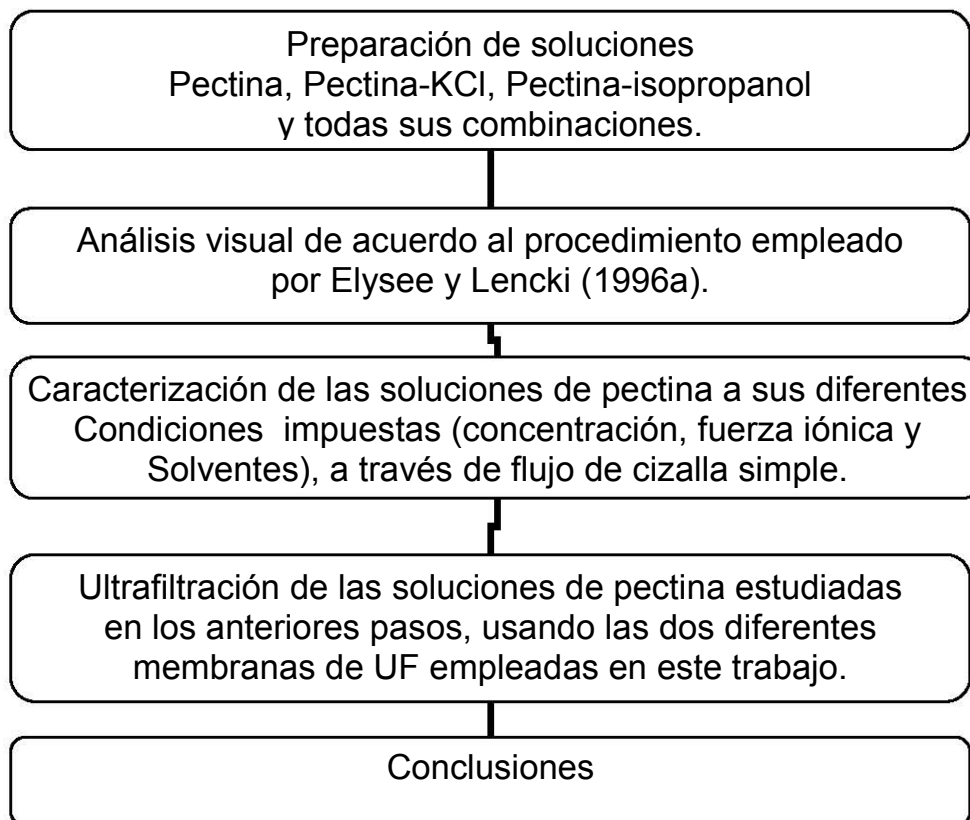 Preparación de soluciones
Pectina, Pectina-KCl, Pectina-isopropanol
y todas sus combinaciones.
Análisis visual de acuerdo al procedimiento empleado
por Elysee y Lencki (1996a).
Caracterización de las soluciones de pectina a sus diferentes
Condiciones impuestas (concentración, fuerza iónica y
Solventes), a través de flujo de cizalla simple.
Ultrafiltración de las soluciones de pectina estudiadas
en los anteriores pasos, usando las dos diferentes
membranas de UF empleadas en este trabajo.
Conclusiones